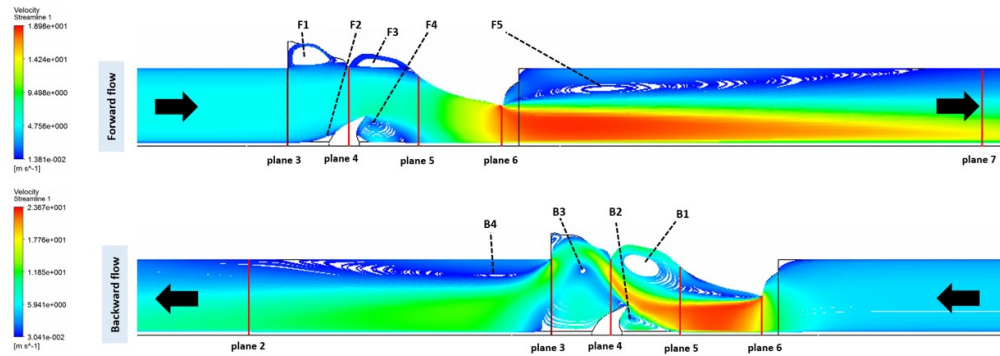 Velocity
Streamline 1
1.898e+001
1.424e+001
9.498e+000
4.756e+000
1.381e-002
[m s^-1]
Forward flow
F1
F2
F3
F4
F5
plane 3
plane 4
plane 5
plane 6
plane 7
Velocity
Streamline 1
2.367e+001
1.776e+001
1.185e+001
5.941e+000
3.041e-002
[m s^-1]
Backward flow
B4
B3
B2
B1
plane 2
plane 3
plane 4
plane 5
plane 6